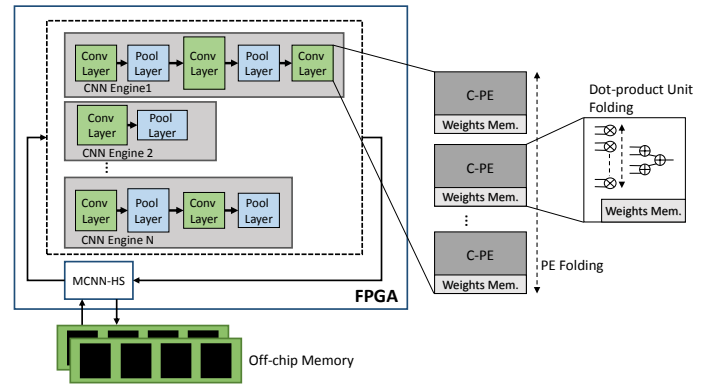 Conv
Layer
Pool
Layer
Conv
Layer
Pool
Layer
Conv
Layer
CNN Engine1
Conv
Layer
Pool
Layer
CNN Engine 2
Conv
Layer
Pool
Layer
Conv
Layer
Pool
Layer
CNN Engine N
MCNN-HS
FPGA
Off-chip Memory
C-PE
Weights Mem.
C-PE
Weights Mem.
C-PE
Weights Mem.
PE Folding
Dot-product Unit
Folding
Weights Mem.